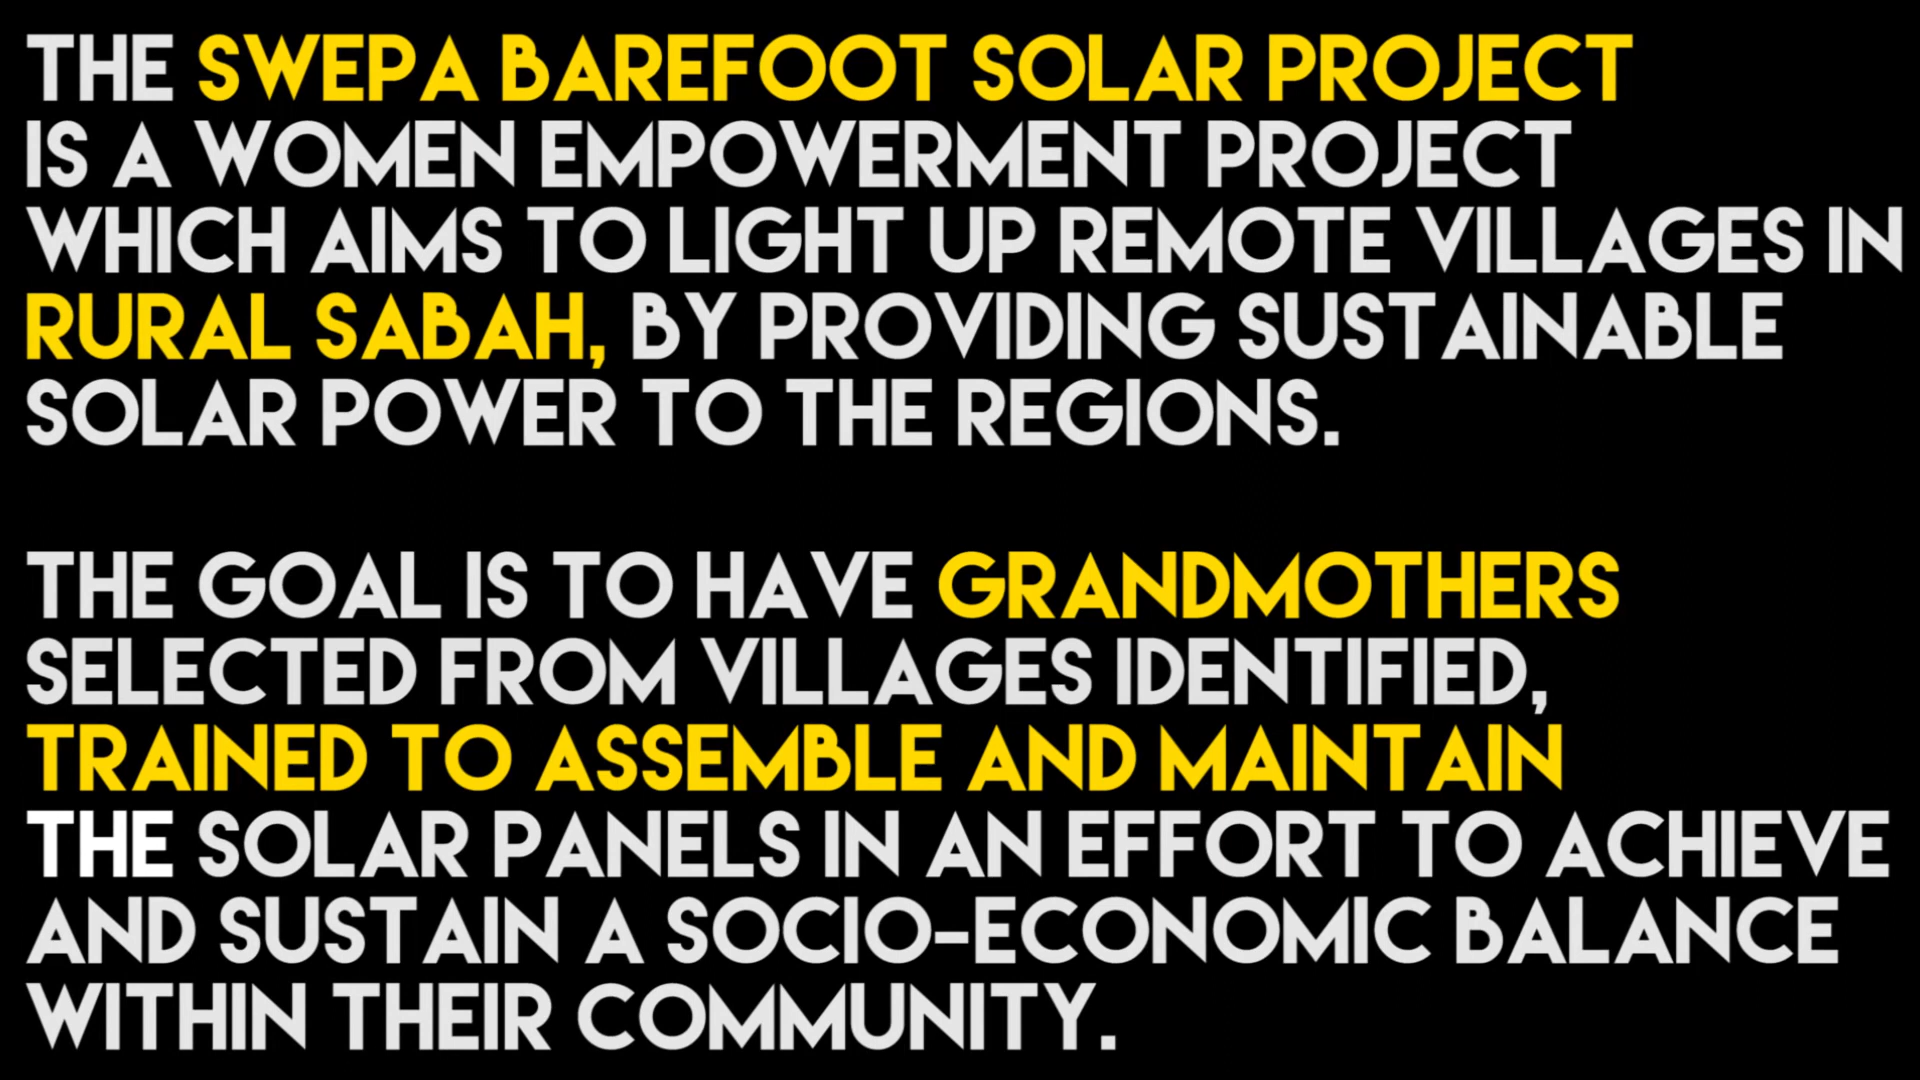 THE SWEPA BAREFOOT SOLAR PROJECT
IS A WOMEN EMPOWERMENT PROJECT
WHICH AIMS TO LIGHT UP REMOTE VILLAGES IN
RURAL SABAH, BY PROVIDING SUSTAINABLE
SOLAR POWER TO THE REGIONS.
THE GOAL IS TO HAVE GRANDMOTHERS
SELECTED FROM VILLAGES IDENTIFIED,
TRAINED TO ASSEMBLE AND MAINTAIN
THE SOLAR PANELS IN AN EFFORT TO ACHIEVE
AND SUSTAIN A SOCIO-ECONOMIC BALANCE
WITHIN THEIR COMMUNITY.